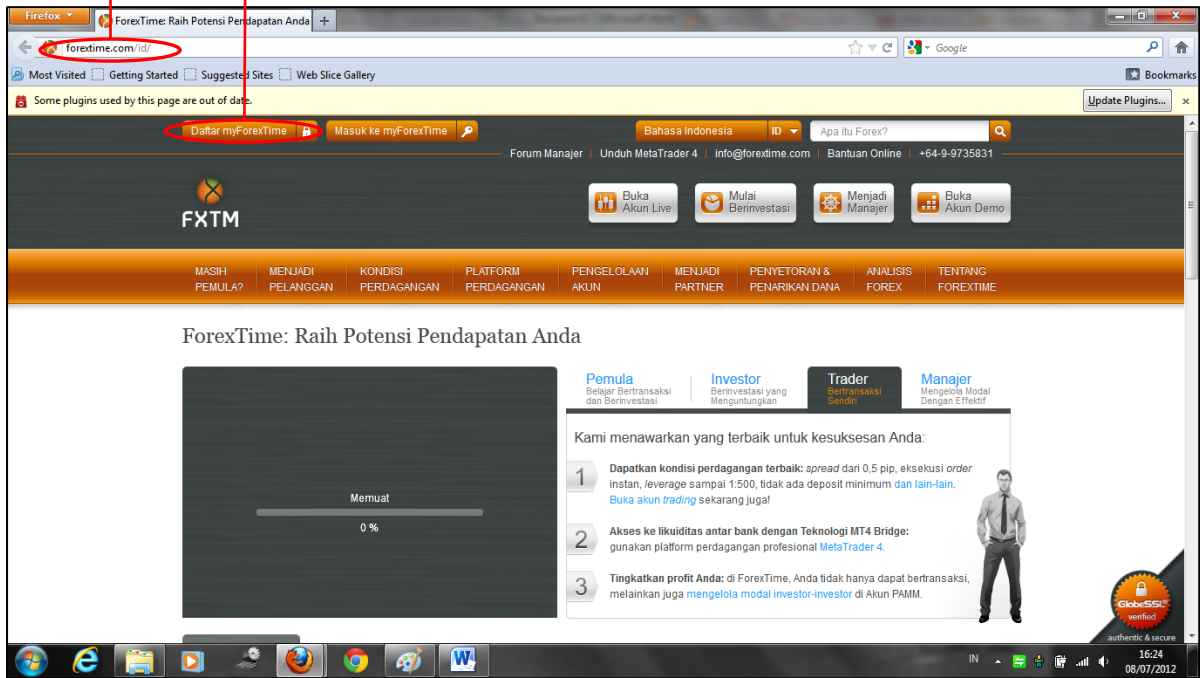 Firefox
ForexTime: Raih Potensi Pendapatan Anda
forextime.com/id/
Google
Most Visited Getting Started Suggested Sites Web Slice Gallery Bookmarks
Some plugins used by this page are out of date. Update Plugins...
Daftar myForexTime Masuk ke myForexTime Bahasa Indonesia ID Apa itu Forex?
Forum Manajer | Unduh MetaTrader 4 | info@forextime.com | Bantuan Online | +64-9-9735831
FXTM
Buka Akun Live
Mulai Berinvestasi
Menjadi Manajer
Buka Akun Demo
MASIH PEMULA?
MENJADI PELANGGAN
KONDISI PERDAGANGAN
PLATFORM PERDAGANGAN
PENGELOLAAN AKUN
MENJADI PARTNER
PENYETORAN & PENARIKAN DANA
ANALISIS FOREX
TENTANG FOREXTIME
ForexTime: Raih Potensi Pendapatan Anda
Memuat
0 %
Pemula
Belajar Bertransaksi
dan Berinvestasi
Investor
Berinvestasi yang
Menguntungkan
Trader
Bertransaksi
Sendiri
Manajer
Mengelola Modal
Dengan Effektif
Kami menawarkan yang terbaik untuk kesuksesan Anda:
1
Dapatkan kondisi perdagangan terbaik: spread dari 0,5 pip, eksekusi order
instan, leverage sampai 1:500, tidak ada deposit minimum dan lain-lain.
Buka akun trading sekarang juga!
2
Akses ke likuiditas antar bank dengan Teknologi MT4 Bridge:
gunakan platform perdagangan profesional MetaTrader 4.
3
Tingkatkan profit Anda: di ForexTime, Anda tidak hanya dapat bertransaksi,
melainkan juga mengelola modal investor-investor di Akun PAMM.
GlobeSSL
verified
authentic & secure
IN
16:24
08/07/2012